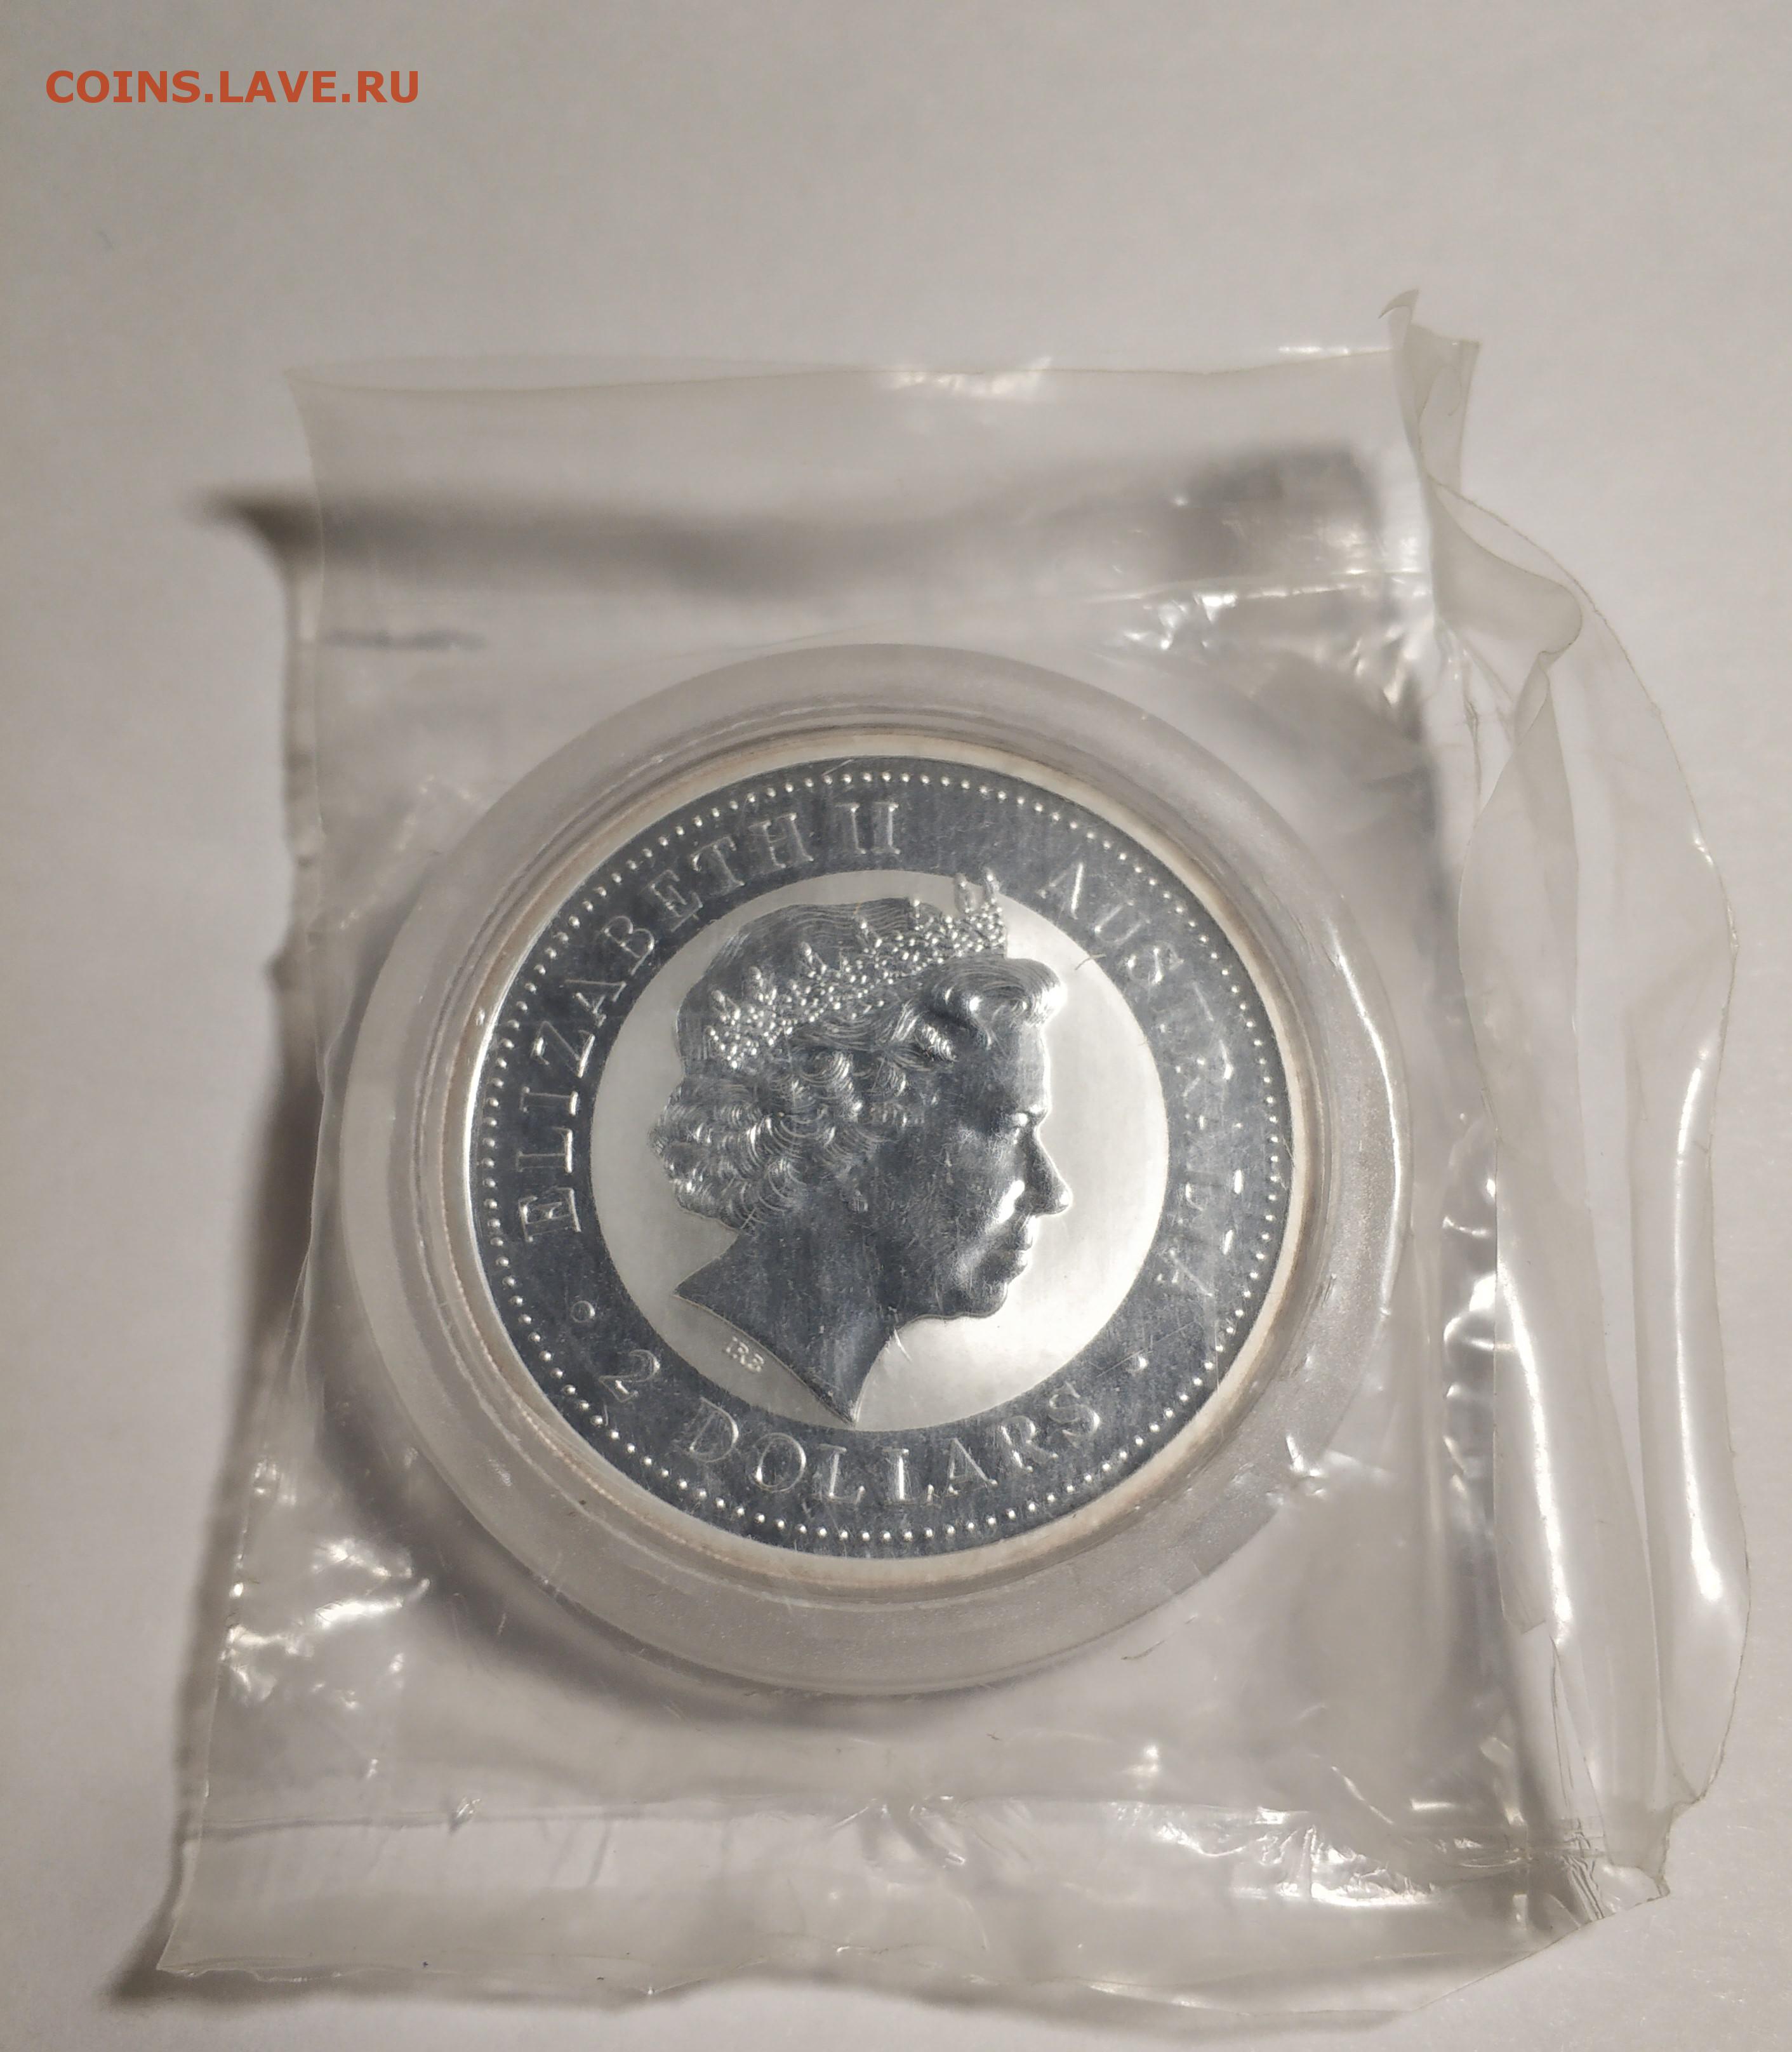 COINS.LAVE.RU
ELIZABETH II AUSTRALIA
• 2 DOLLARS •
IRB